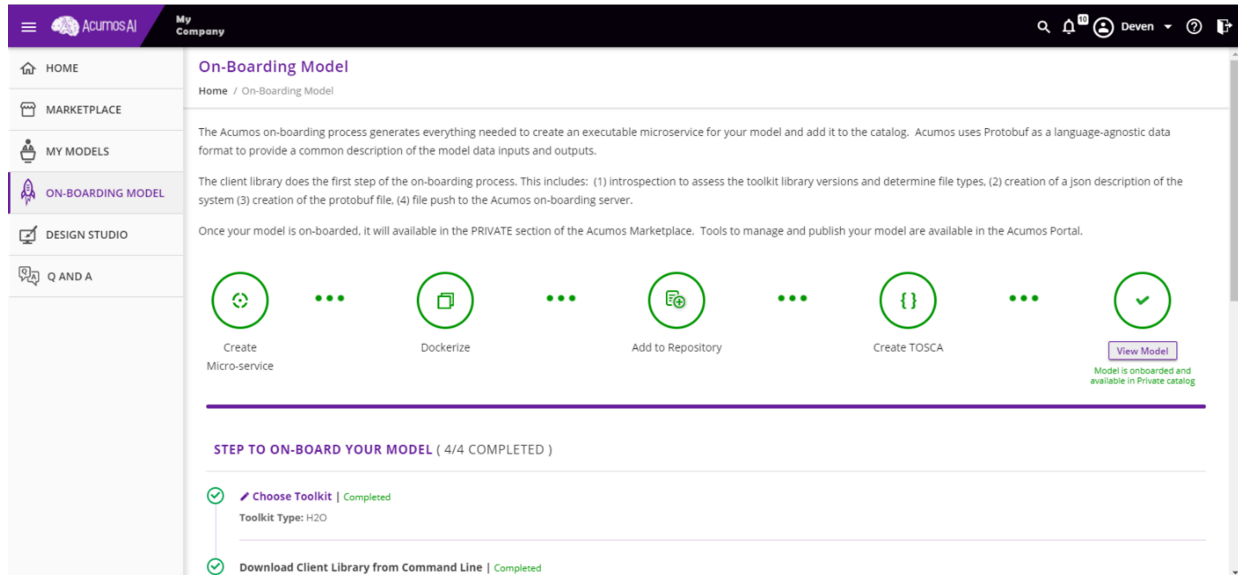 Acumos AI
My
Company
10
Deven
HOME
MARKETPLACE
MY MODELS
ON-BOARDING MODEL
DESIGN STUDIO
Q AND A
On-Boarding Model
Home / On-Boarding Model
The Acumos on-boarding process generates everything needed to create an executable microservice for your model and add it to the catalog. Acumos uses Protobuf as a language-agnostic data
format to provide a common description of the model data inputs and outputs.
The client library does the first step of the on-boarding process. This includes: (1) introspection to assess the toolkit library versions and determine file types, (2) creation of a json description of the
system (3) creation of the protobuf file, (4) file push to the Acumos on-boarding server.
Once your model is on-boarded, it will available in the PRIVATE section of the Acumos Marketplace. Tools to manage and publish your model are available in the Acumos Portal.
Create
Micro-service
Dockerize
Add to Repository
Create TOSCA
View Model
Model is onboarded and
available in Private catalog
STEP TO ON-BOARD YOUR MODEL ( 4/4 COMPLETED )
Choose Toolkit | Completed
Toolkit Type: H2O
Download Client Library from Command Line | Completed